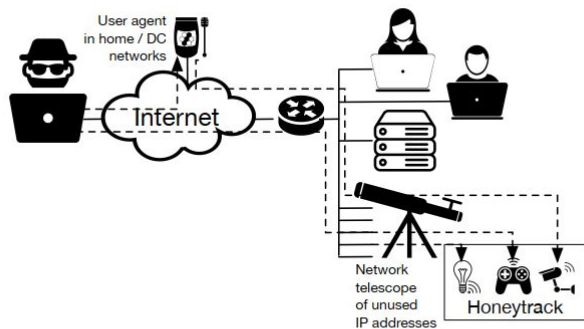 User agent
in home / DC
networks
Internet
Network
telescope
of unused
IP addresses
Honeytrack